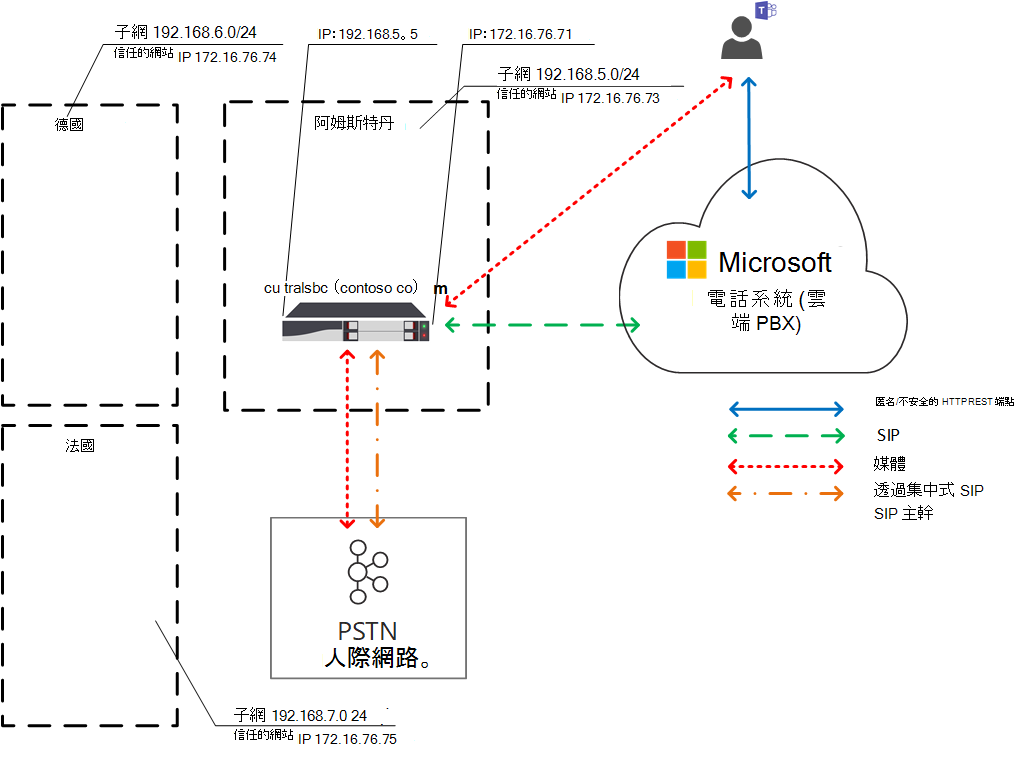 子網 192.168.6.0/24
信任的網站 IP 172.16.76.74
IP：192.168.5。5
IP：172.16.76.71
子網 192.168.5.0/24
信任的網站 IP 172.16.76.73
德國
阿姆斯特丹
cu tralsbc（contoso co） m
Microsoft
電話系統 (雲
端 PBX)
匿名/不安全的 HTTP REST 端點
SIP
媒體
透過集中式 SIP
SIP 主幹
法國
PSTN
人際網路。
子網 192.168.7.0 24
信任的網站 IP 172.16.76.75